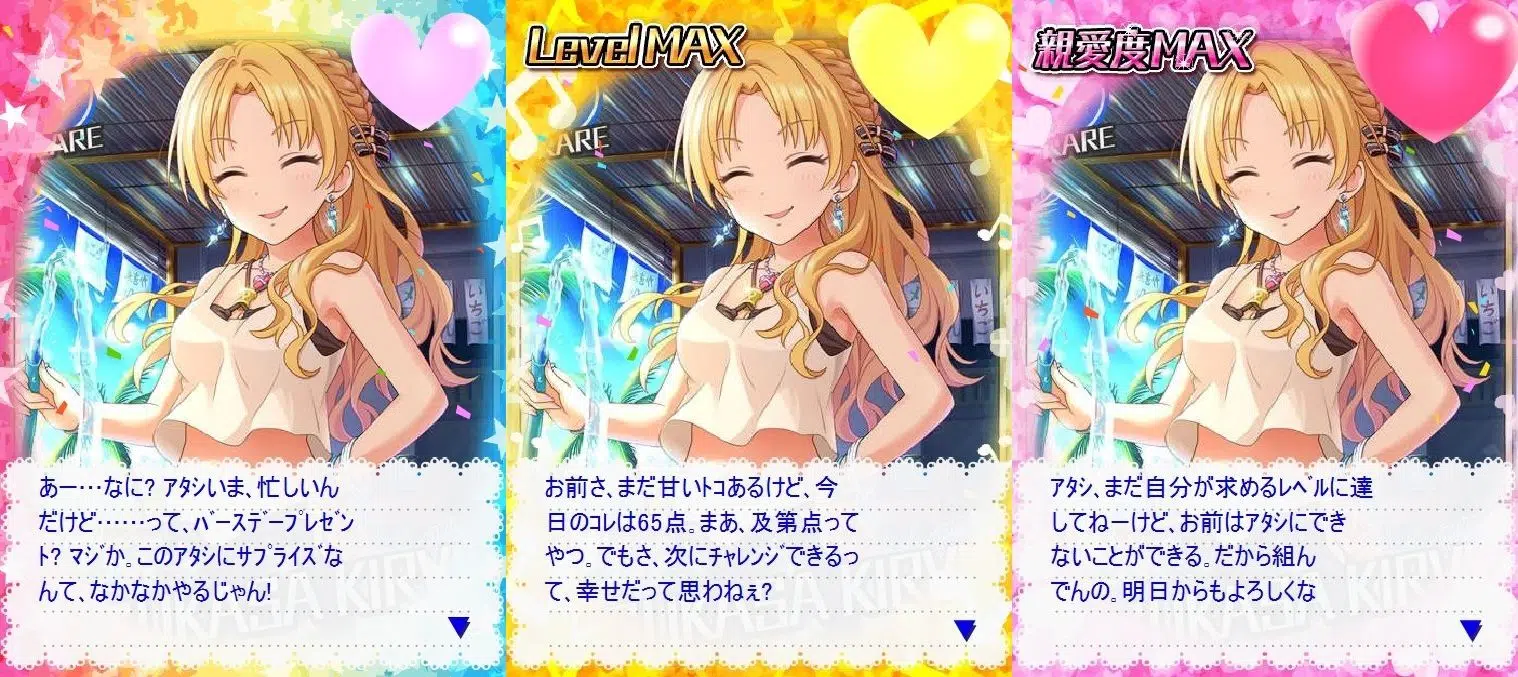 ARE
あー…なに? ｱﾀｼいま、忙しいん
だけど……って、ﾊﾞｰｽﾃﾞｰﾌﾟﾚｾﾞﾝ
ﾄ? ﾏｼﾞか。このｱﾀｼにｻﾌﾟﾗｲｽﾞな
んて、なかなかやるじゃん!
Level MAX
KARE
いちご
お前さ、まだ甘いﾄｺあるけど、今
日のｺﾚは65点。まあ、及第点って
やつ。でもさ、次にﾁｬﾚﾝｼﾞできるっ
て、幸せだって思わねぇ?
親愛度MAX
KARE
いちご
ｱﾀｼ、まだ自分が求めるﾚﾍﾞﾙに達
してねーけど、お前はｱﾀｼにでき
ないことができる。だから組ん
でんの。明日からもよろしくな